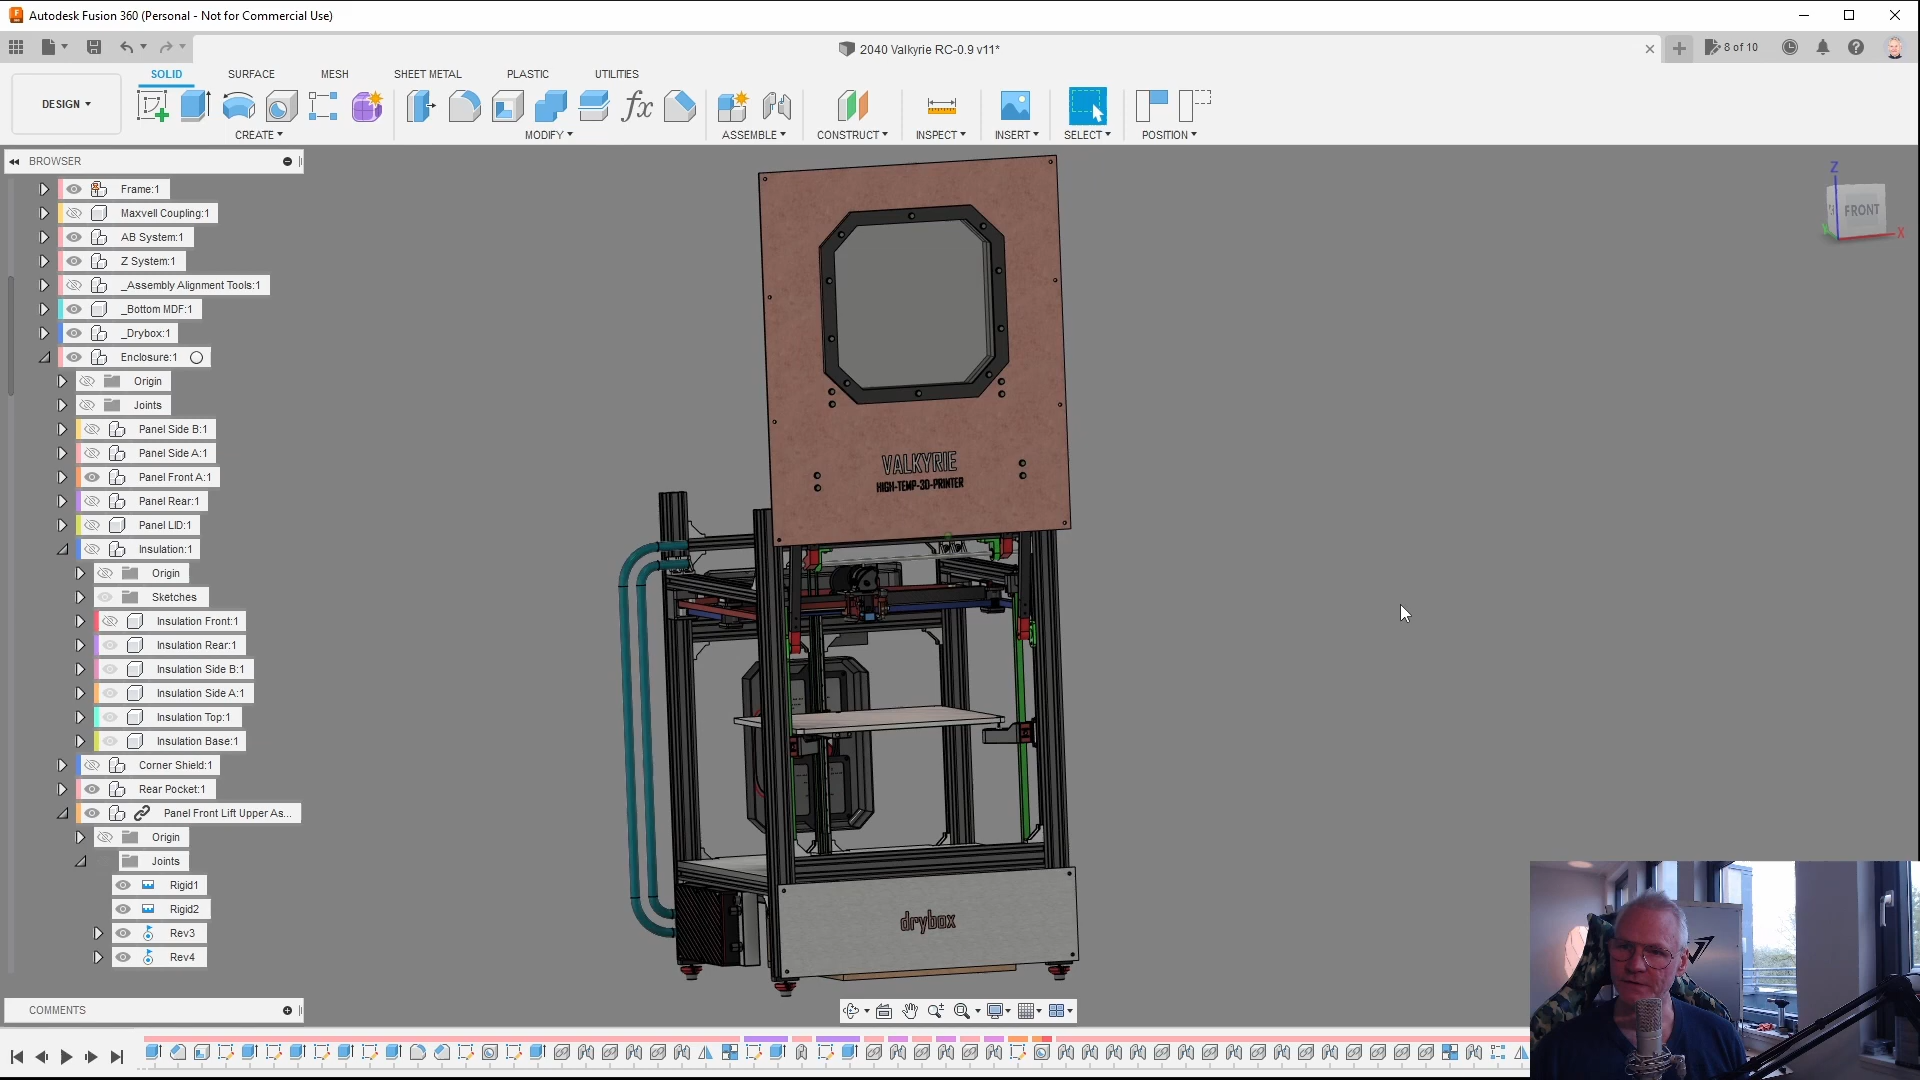 Autodesk Fusion 360 (Personal - Not for Commercial Use)
2040 Valkyrie RC-0.9 v11*
8 of 10
SOLID SURFACE MESH SHEET METAL PLASTIC UTILITIES
DESIGN
CREATE MODIFY ASSEMBLE CONSTRUCT INSPECT INSERT SELECT POSITION
fx
BROWSER
Frame:1
Maxvell Coupling:1
AB System:1
Z System:1
_Assembly Alignment Tools:1
_Bottom MDF:1
_Drybox:1
Enclosure:1
Origin
Joints
Panel Side B:1
Panel Side A:1
Panel Front A:1
Panel Rear:1
Panel LID:1
Insulation:1
Origin
Sketches
Insulation Front:1
Insulation Rear:1
Insulation Side B:1
Insulation Side A:1
Insulation Top:1
Insulation Base:1
Corner Shield:1
Rear Pocket:1
Panel Front Lift Upper As...
Origin
Joints
Rigid1
Rigid2
Rev3
Rev4
COMMENTS
VALKYRIE
HIGH-TEMP-3D-PRINTER
drybox
Z
FRONT
X
Y